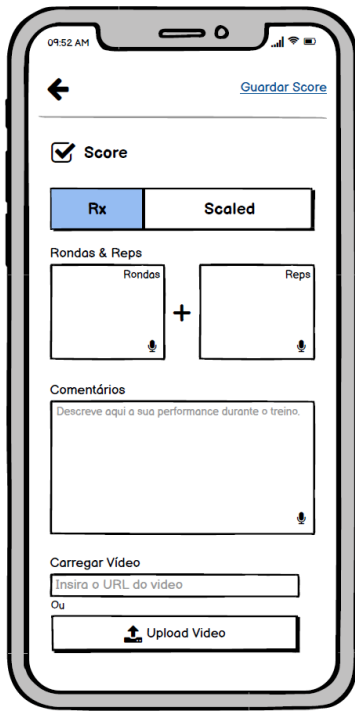 09:52 AM
Guardar Score
Score
Rx Scaled
Rondas & Reps
Rondas Reps
+
Comentários
Descreve aqui a sua performance durante o treino.
Carregar Vídeo
Insira o URL do video
Ou
Upload Video